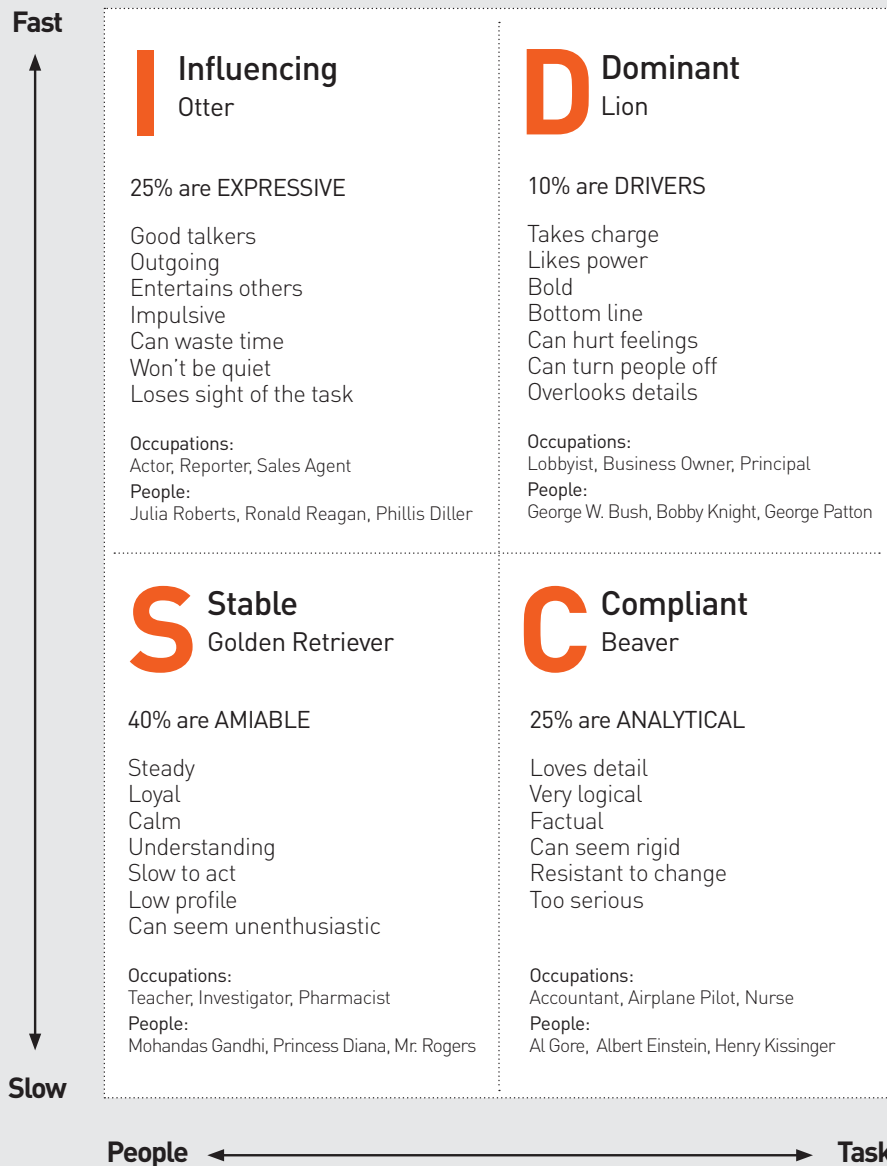 Fast
I Influencing
Otter
25% are EXPRESSIVE
Good talkers
Outgoing
Entertains others
Impulsive
Can waste time
Won't be quiet
Loses sight of the task
Occupations:
Actor, Reporter, Sales Agent
People:
Julia Roberts, Ronald Reagan, Phillis Diller
D Dominant
Lion
10% are DRIVERS
Takes charge
Likes power
Bold
Bottom line
Can hurt feelings
Can turn people off
Overlooks details
Occupations:
Lobbyist, Business Owner, Principal
People:
George W. Bush, Bobby Knight, George Patton
S Stable
Golden Retriever
40% are AMIABLE
Steady
Loyal
Calm
Understanding
Slow to act
Low profile
Can seem unenthusiastic
Occupations:
Teacher, Investigator, Pharmacist
People:
Mohandas Gandhi, Princess Diana, Mr. Rogers
C Compliant
Beaver
25% are ANALYTICAL
Loves detail
Very logical
Factual
Can seem rigid
Resistant to change
Too serious
Occupations:
Accountant, Airplane Pilot, Nurse
People:
Al Gore, Albert Einstein, Henry Kissinger
Slow
People Task